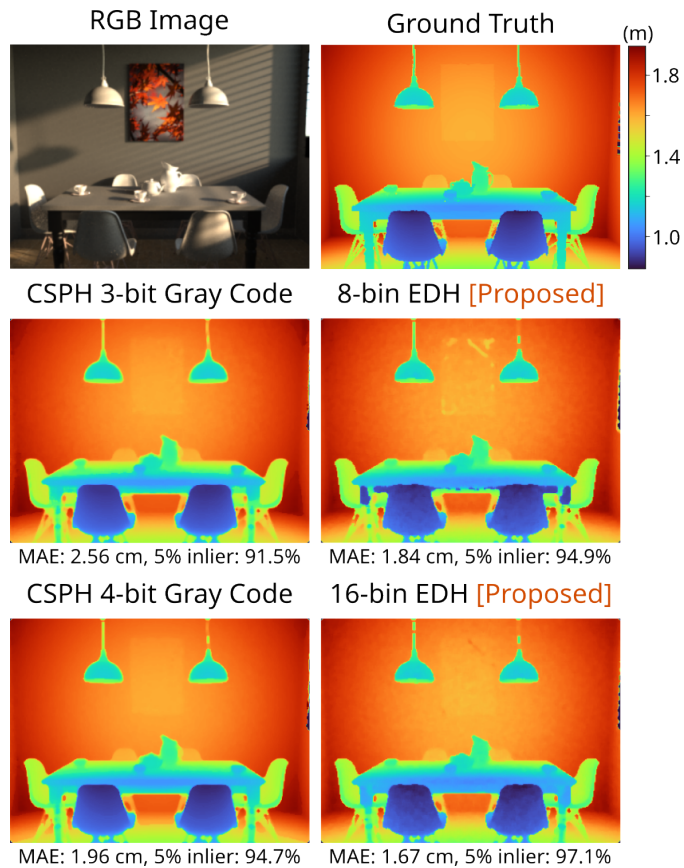 RGB Image
Ground Truth
(m)
1.8
1.4
1.0
CSPH 3-bit Gray Code
8-bin EDH [Proposed]
MAE: 2.56 cm, 5% inlier: 91.5%
MAE: 1.84 cm, 5% inlier: 94.9%
CSPH 4-bit Gray Code
16-bin EDH [Proposed]
MAE: 1.96 cm, 5% inlier: 94.7%
MAE: 1.67 cm, 5% inlier: 97.1%